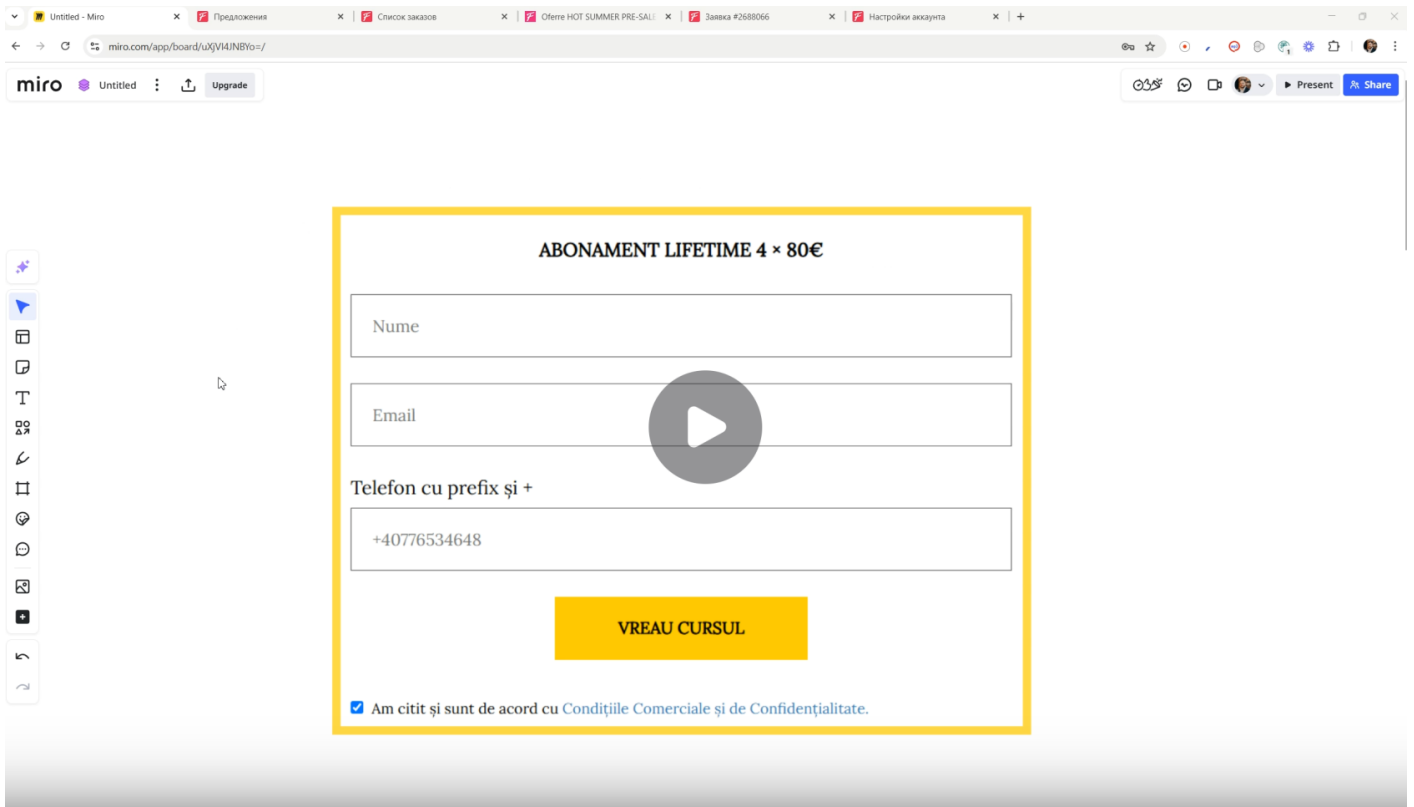 Untitled - Miro
Предложения
Список заказов
Oferre HOT SUMMER PRE-SALE
Заявка #2688066
Настройки аккаунта
miro.com/app/board/uXjVI4JNBYo=/
miro
Untitled
Upgrade
Present
Share
ABONAMENT LIFETIME 4 × 80€
Nume
Email
Telefon cu prefix și +
+40776534648
VREAU CURSUL
Am citit și sunt de acord cu Condițiile Comerciale și de Confidențialitate.